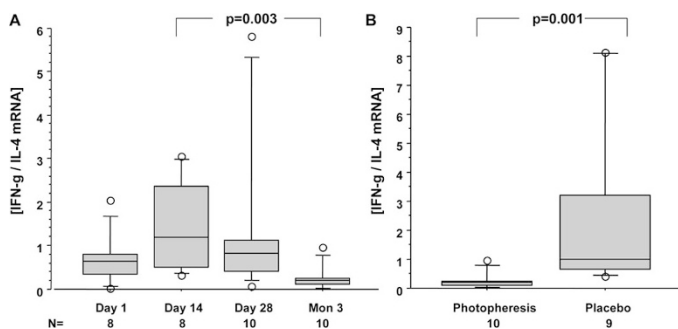 A
p=0.003
[IFN-g / IL-4 mRNA]
6
5
4
3
2
1
0
Day 1 Day 14 Day 28 Mon 3
N= 8 8 10 10
B
p=0.001
[IFN-g / IL-4 mRNA]
9
8
7
6
5
4
3
2
1
0
Photopheresis Placebo
10 9